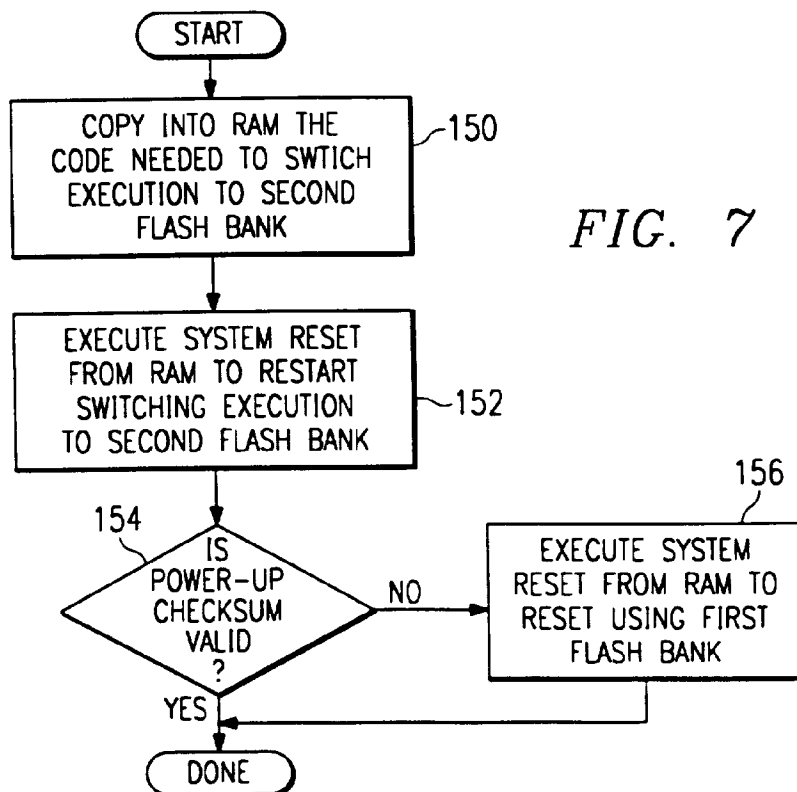 START
COPY INTO RAM THE
CODE NEEDED TO SWTICH
EXECUTION TO SECOND
FLASH BANK
150
FIG. 7
EXECUTE SYSTEM RESET
FROM RAM TO RESTART
SWITCHING EXECUTION
TO SECOND FLASH BANK
152
154
IS
POWER-UP
CHECKSUM
VALID
?
NO
156
EXECUTE SYSTEM
RESET FROM RAM TO
RESET USING FIRST
FLASH BANK
YES
DONE